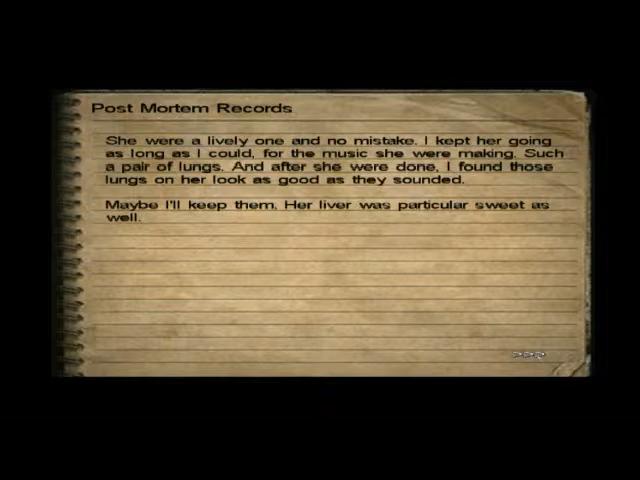 Post Mortem Records
She were a lively one and no mistake. I kept her going
as long as I could, for the music she were making. Such
a pair of lungs. And after she were done, I found those
lungs on her look as good as they sounded.
Maybe I'll keep them. Her liver was particular sweet as
well.
>>>